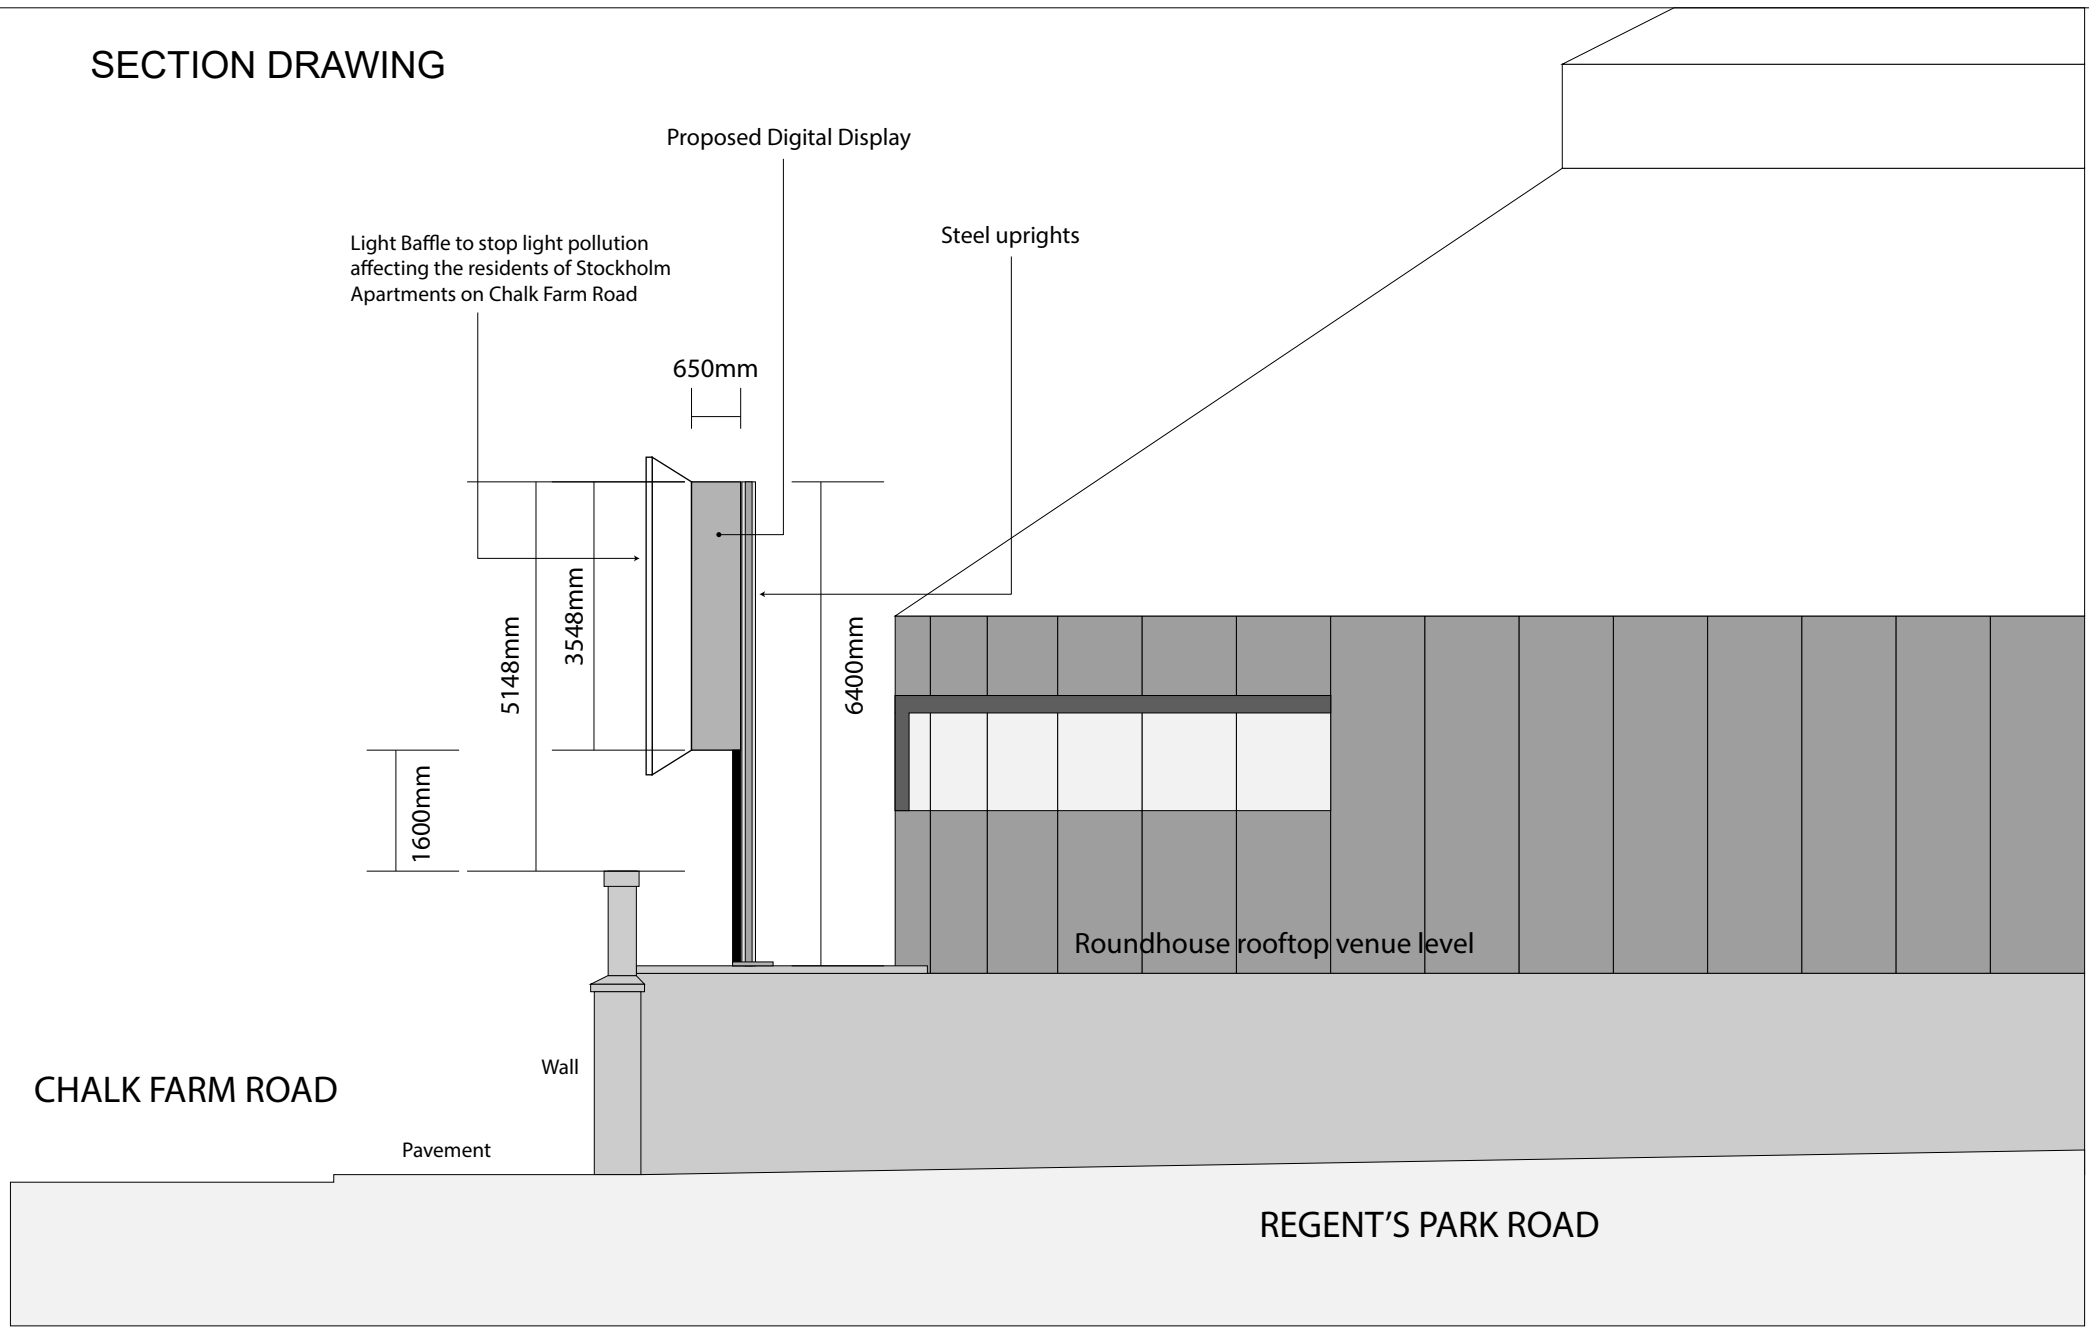 SECTION DRAWING
Proposed Digital Display
Steel uprights
Light Baffle to stop light pollution
affecting the residents of Stockholm
Apartments on Chalk Farm Road
650mm
5148mm
3548mm
6400mm
1600mm
Roundhouse rooftop venue level
Wall
CHALK FARM ROAD
Pavement
REGENT’S PARK ROAD